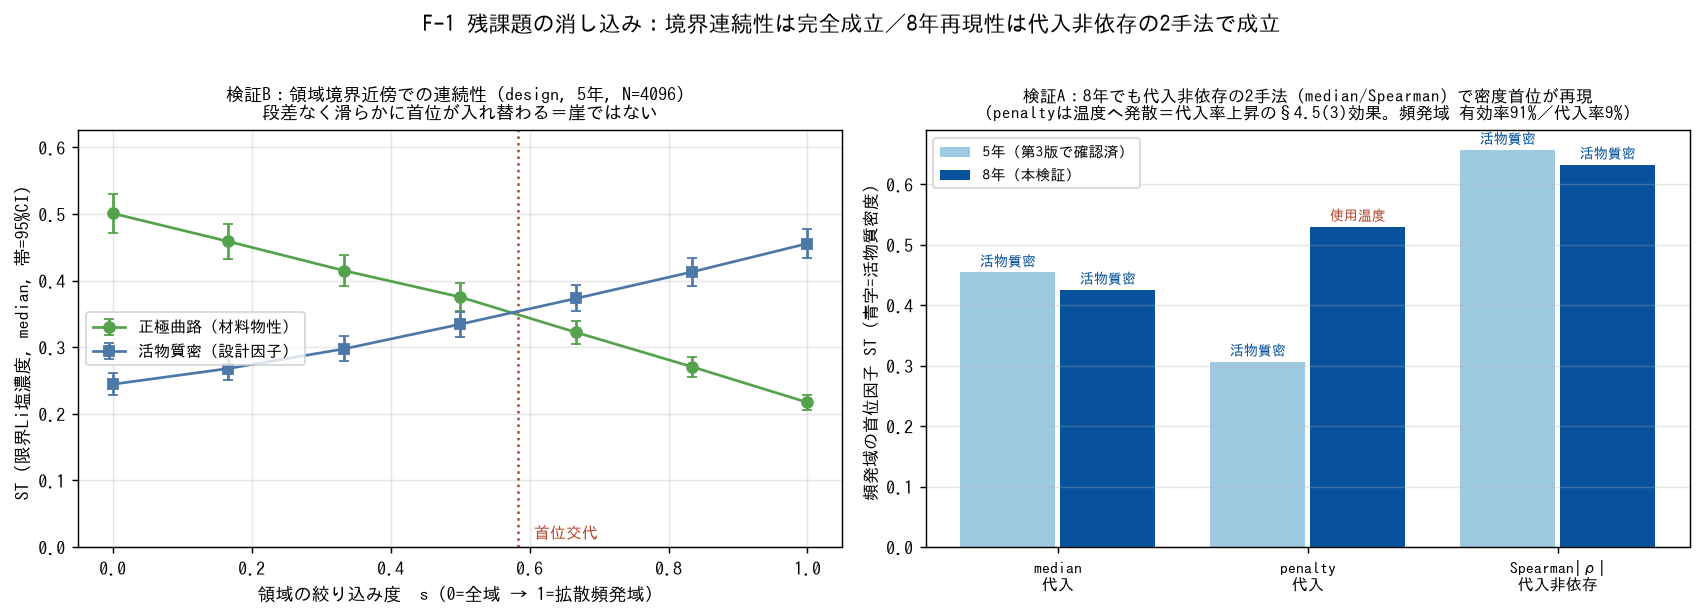 F-1 残課題の消し込み：境界連続性は完全成立／8年再現性は代入非依存の2手法で成立
検証B：領域境界近傍での連続性（design, 5年, N=4096）
段差なく滑らかに首位が入れ替わる＝崖ではない
ST（限界Li塩濃度, median, 帯=95%CI）
0.6
0.5
0.4
0.3
0.2
0.1
0.0
正極曲路（材料物性）
活物質密（設計因子）
首位交代
0.0 0.2 0.4 0.6 0.8 1.0
領域の絞り込み度　s（0=全域 → 1=拡散頻発域）
検証A：8年でも代入非依存の2手法（median/Spearman）で密度首位が再現
（penaltyは温度へ発散＝代入率上昇の§4.5(3)効果。頻発域 有効率91%／代入率9%）
頻発域の首位因子 ST（青字=活物質密度）
0.6
0.5
0.4
0.3
0.2
0.1
0.0
5年（第3版で確認済）
8年（本検証）
活物質密
活物質密
活物質密
使用温度
活物質密
活物質密
median
代入
penalty
代入
Spearman|ρ|
代入非依存